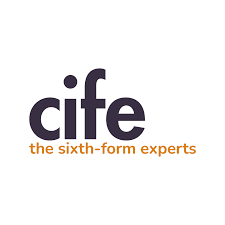 cife
the sixth-form experts